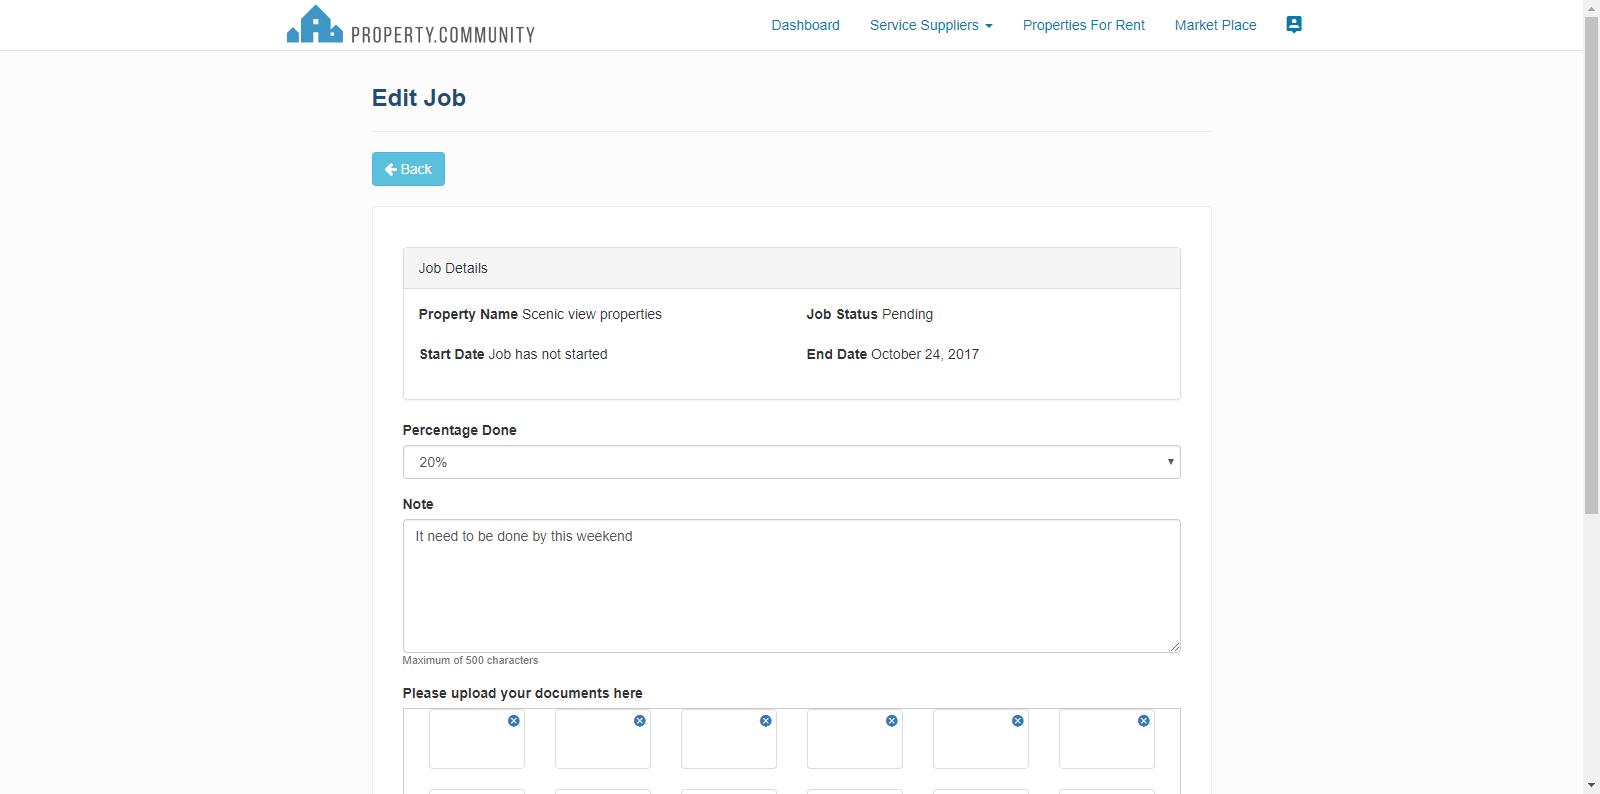 PROPERTY.COMMUNITY Dashboard Service Suppliers Properties For Rent Market Place
Edit Job
Back
Job Details
Property Name Scenic view properties Job Status Pending
Start Date Job has not started End Date October 24, 2017
Percentage Done
20%
Note
It need to be done by this weekend
Maximum of 500 characters
Please upload your documents here